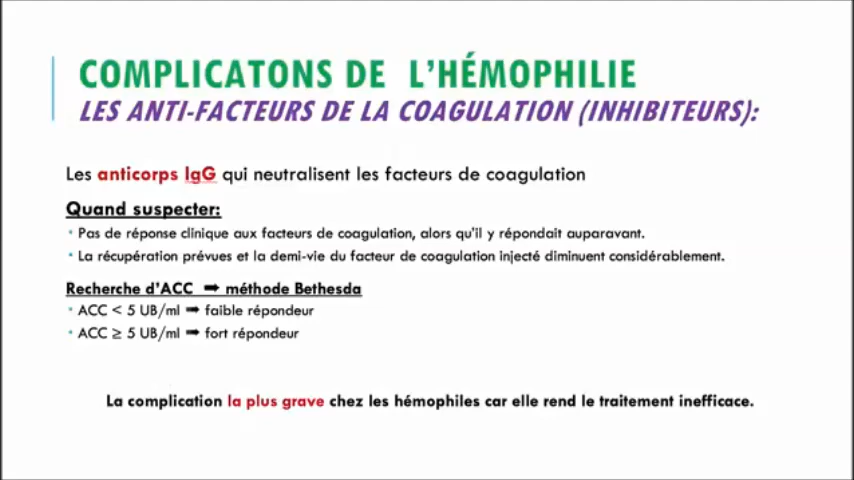 COMPLICATONS DE L'HÉMOPHILIE
LES ANTI-FACTEURS DE LA COAGULATION (INHIBITEURS):
Les anticorps IgG qui neutralisent les facteurs de coagulation
Quand suspecter:
• Pas de réponse clinique aux facteurs de coagulation, alors qu'il y répondait auparavant.
• La récupération prévues et la demi-vie du facteur de coagulation injecté diminuent considérablement.
Recherche d'ACC ➡ méthode Bethesda
• ACC < 5 UB/ml ➡ faible répondeur
• ACC ≥ 5 UB/ml ➡ fort répondeur
La complication la plus grave chez les hémophiles car elle rend le traitement inefficace.